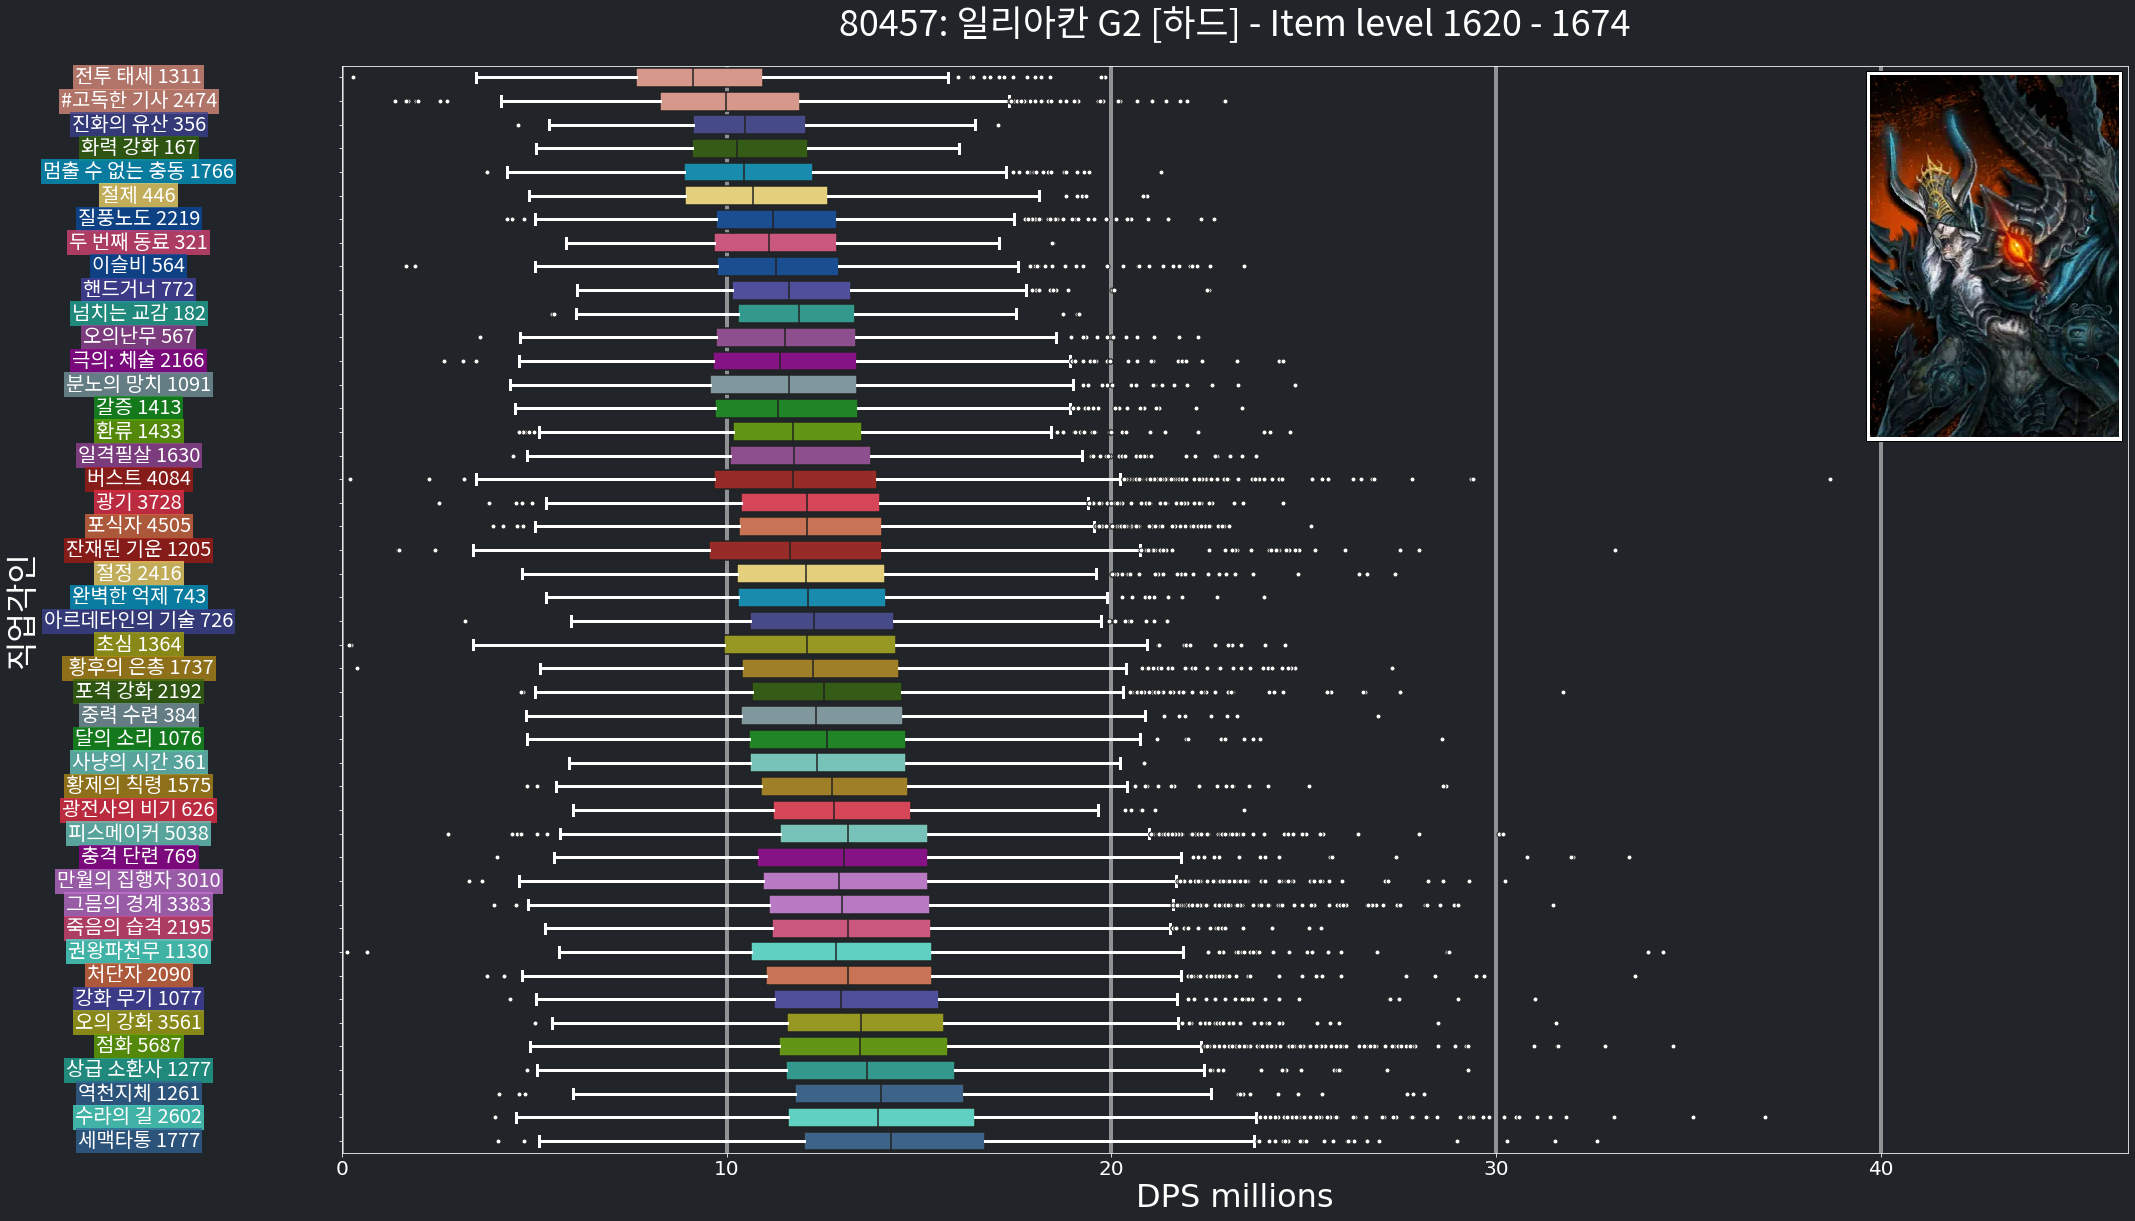 80457: 일리아칸 G2 [하드] - Item level 1620 - 1674
전투 태세 1311
#고독한 기사 2474
진화의 유산 356
화력 강화 167
멈출 수 없는 충동 1766
절제 446
질풍노도 2219
두 번째 동료 321
이슬비 564
핸드거너 772
넘치는 교감 182
오의난무 567
극의: 체술 2166
분노의 망치 1091
갈증 1413
환류 1433
일격필살 1630
버스트 4084
광기 3728
포식자 4505
잔재된 기운 1205
절정 2416
완벽한 억제 743
아르데타인의 기술 726
초심 1364
황후의 은총 1737
포격 강화 2192
중력 수련 384
달의 소리 1076
사냥의 시간 361
황제의 칙령 1575
광전사의 비기 626
피스메이커 5038
충격 단련 769
만월의 집행자 3010
그믐의 경계 3383
죽음의 습격 2195
권왕파천무 1130
처단자 2090
강화 무기 1077
오의 강화 3561
점화 5687
상급 소환사 1277
역천지체 1261
수라의 길 2602
세맥타통 1777
직업각인
0 10 20 30 40
DPS millions